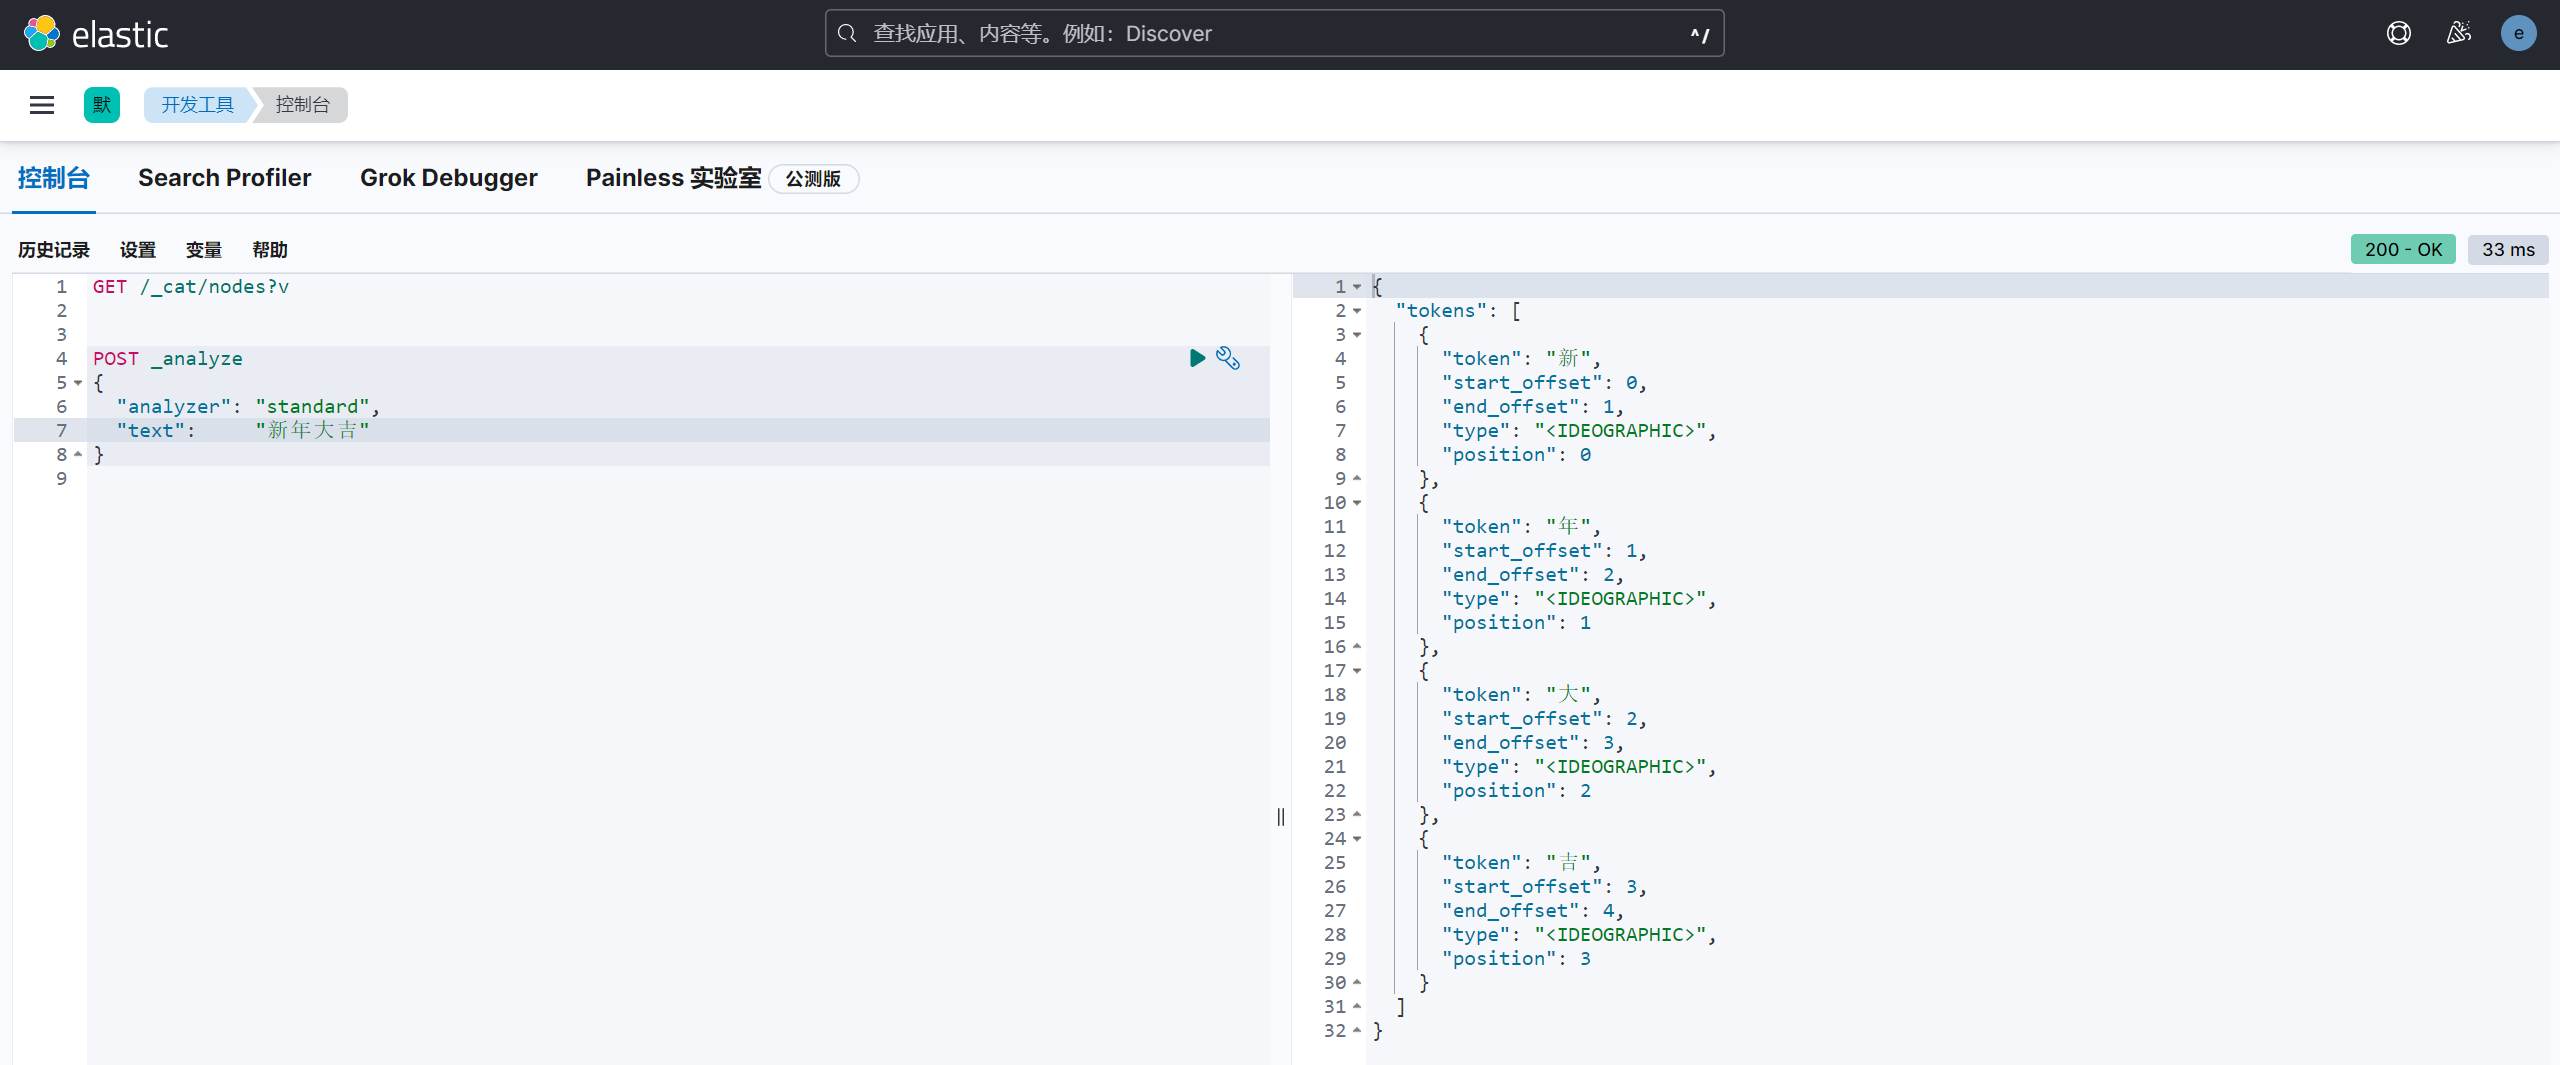 elastic
查找应用、内容等。例如：Discover
^/
e
默
开发工具
控制台
控制台
Search Profiler
Grok Debugger
Painless 实验室
公测版
历史记录
设置
变量
帮助
200 - OK
33 ms
1 GET /_cat/nodes?v
2
3
4 POST _analyze
5 {
6 "analyzer": "standard",
7 "text":     "新年大吉"
8 }
9
1 {
2 "tokens": [
3 {
4 "token": "新",
5 "start_offset": 0,
6 "end_offset": 1,
7 "type": "<IDEOGRAPHIC>",
8 "position": 0
9 },
10 {
11 "token": "年",
12 "start_offset": 1,
13 "end_offset": 2,
14 "type": "<IDEOGRAPHIC>",
15 "position": 1
16 },
17 {
18 "token": "大",
19 "start_offset": 2,
20 "end_offset": 3,
21 "type": "<IDEOGRAPHIC>",
22 "position": 2
23 },
24 {
25 "token": "吉",
26 "start_offset": 3,
27 "end_offset": 4,
28 "type": "<IDEOGRAPHIC>",
29 "position": 3
30 }
31 ]
32 }